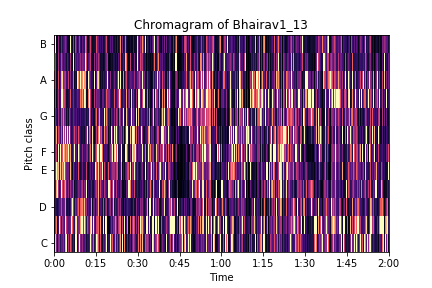 Chromagram of Bhairav1_13
B
A
G
F
E
D
C
Pitch class
0:00 0:15 0:30 0:45 1:00 1:15 1:30 1:45 2:00
Time